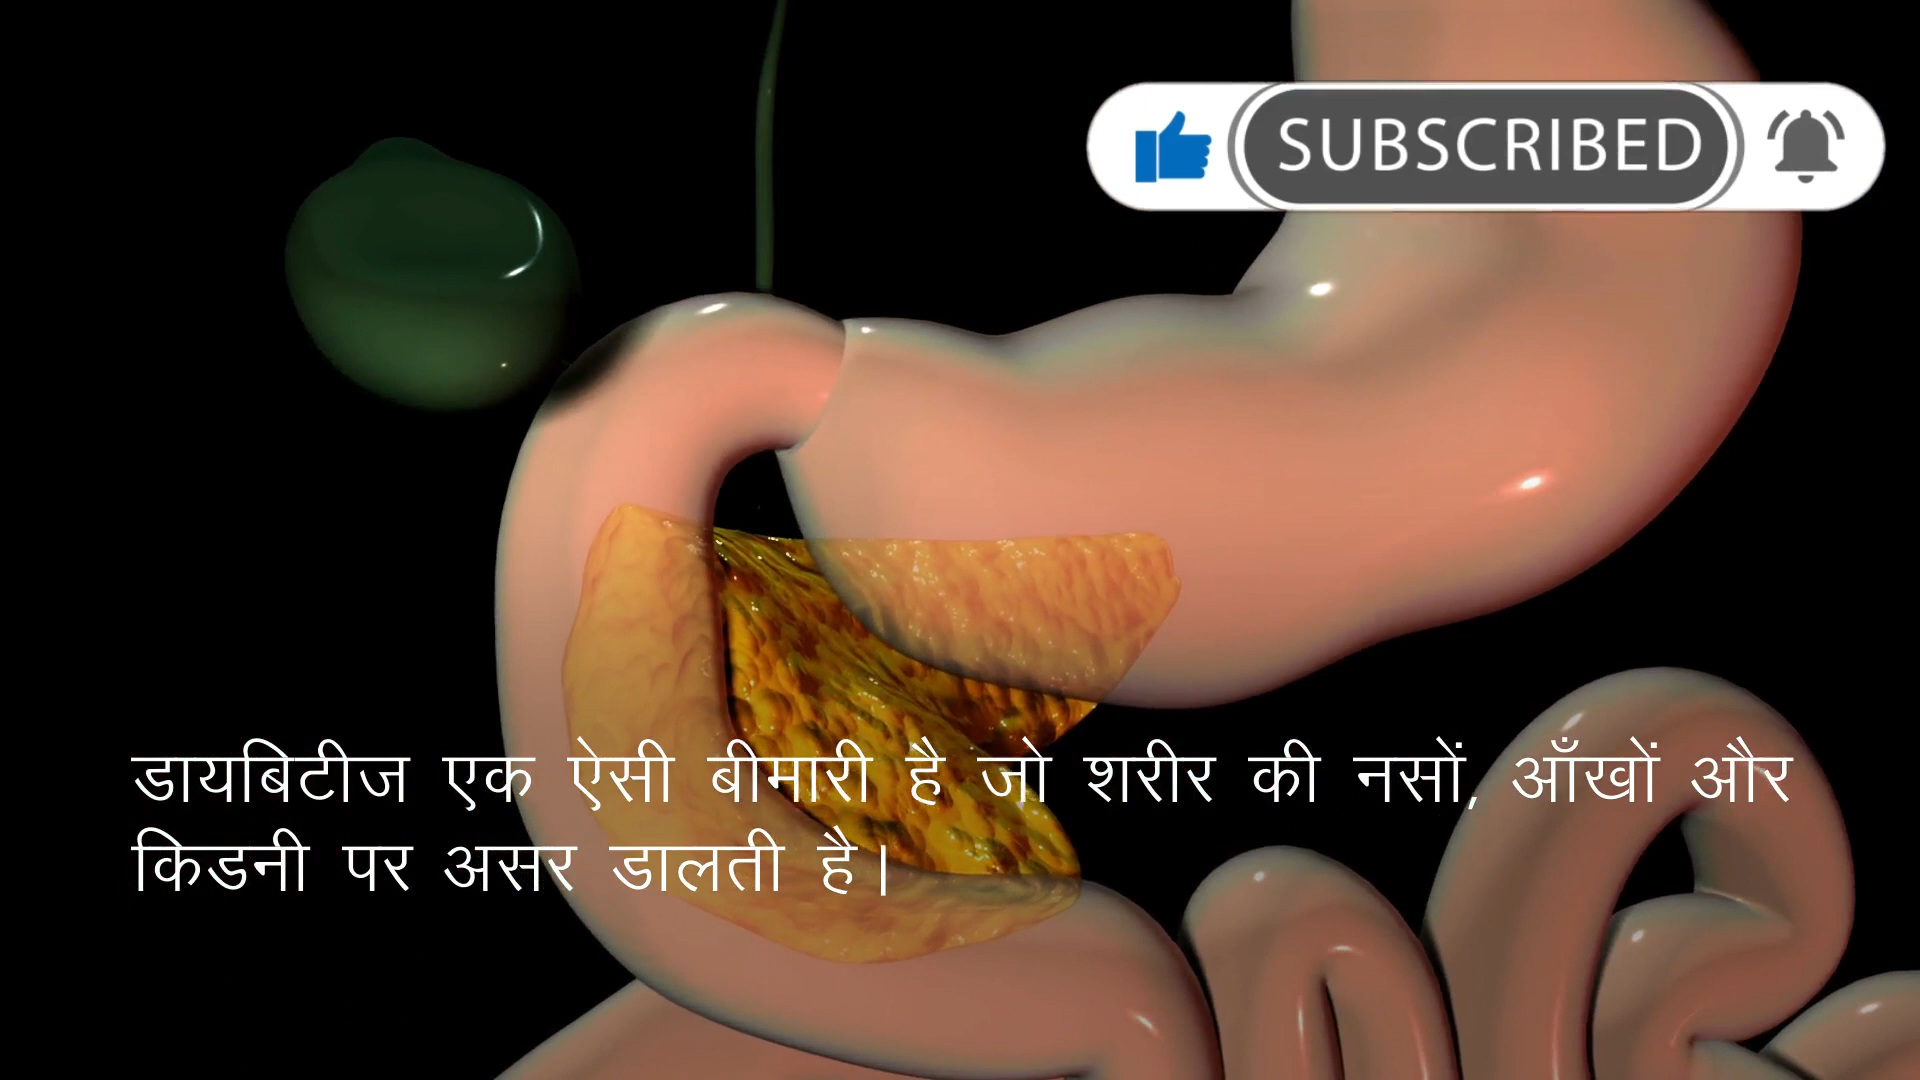 SUBSCRIBED
डायबिटीज एक ऐसी बीमारी है जो शरीर की नसों, आँखों और
किडनी पर असर डालती है।